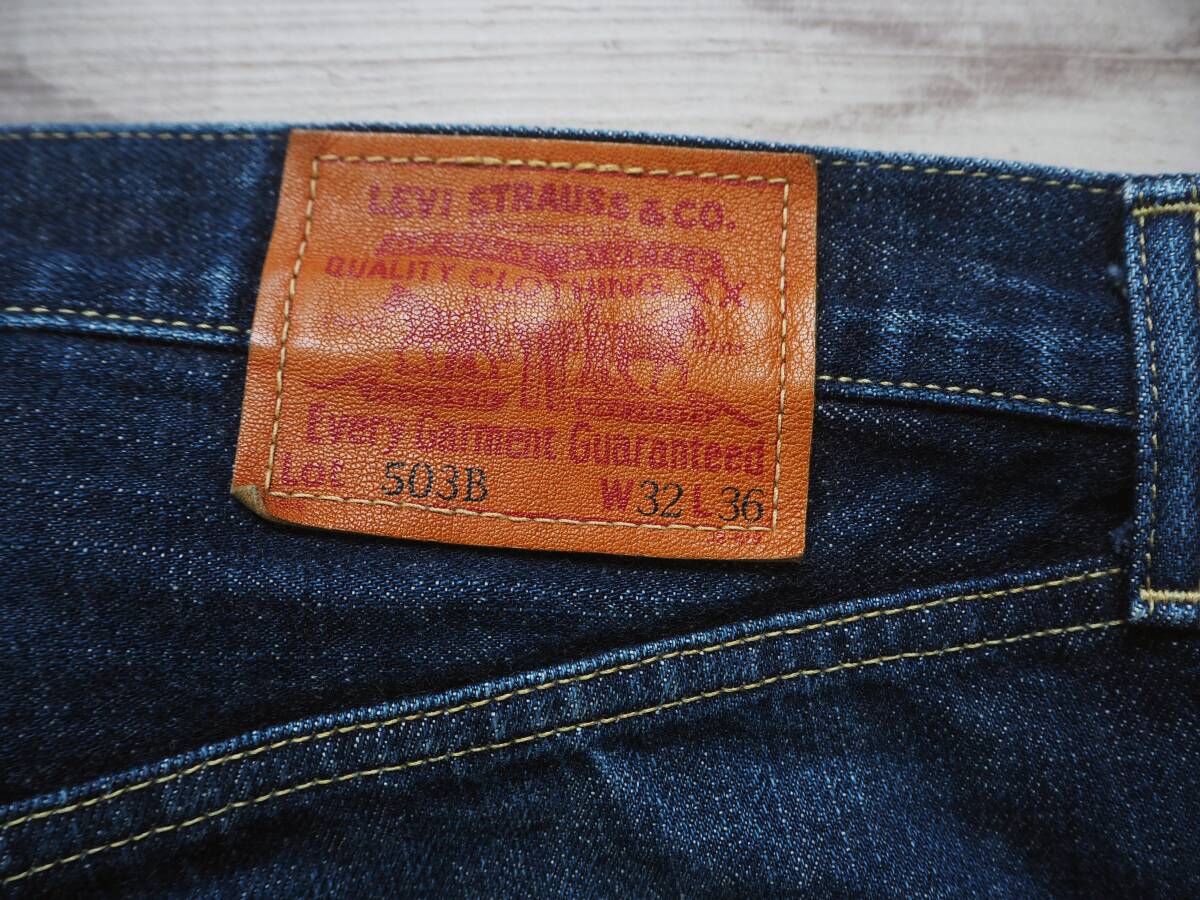 LEVI STRAUSS & CO.
QUALITY CLOTHING XX
Every Garment Guaranteed
Lot 503B W32 L36